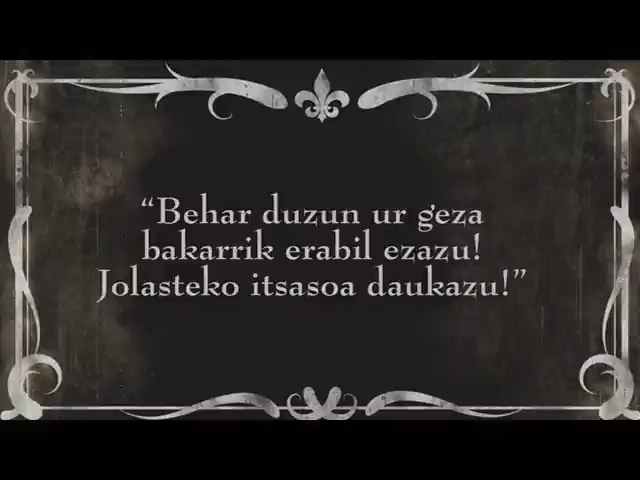 “Behar duzun ur geza
bakarrik erabil ezazu!
Jolasteko itsasoa daukazu!”